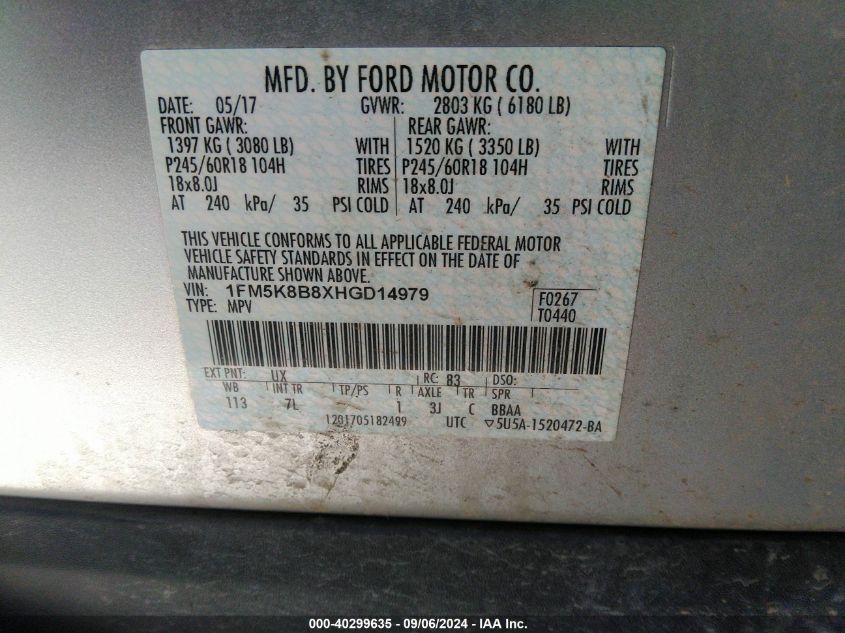 MFD. BY FORD MOTOR CO.
DATE: 05/17 GVWR: 2803 KG ( 6180 LB)
FRONT GAWR: REAR GAWR:
1397 KG ( 3080 LB) WITH 1520 KG ( 3350 LB) WITH
P245/60R18 104H TIRES P245/60R18 104H TIRES
18x8.0J RIMS 18x8.0J RIMS
AT 240 kPa/ 35 PSI COLD AT 240 kPa/ 35 PSI COLD
THIS VEHICLE CONFORMS TO ALL APPLICABLE FEDERAL MOTOR
VEHICLE SAFETY STANDARDS IN EFFECT ON THE DATE OF
MANUFACTURE SHOWN ABOVE.
VIN: 1FM5K8B8XHGD14979 F0267
TYPE: MPV T0440
EXT PNT: UX RC: 83 DSO:
WB INT TR TP/PS R AXLE TR SPR
113 7L 1 3J C BBAA
1201705182499 UTC ▽5U5A-1520472-BA
000-40299635 - 09/06/2024 - IAA Inc.